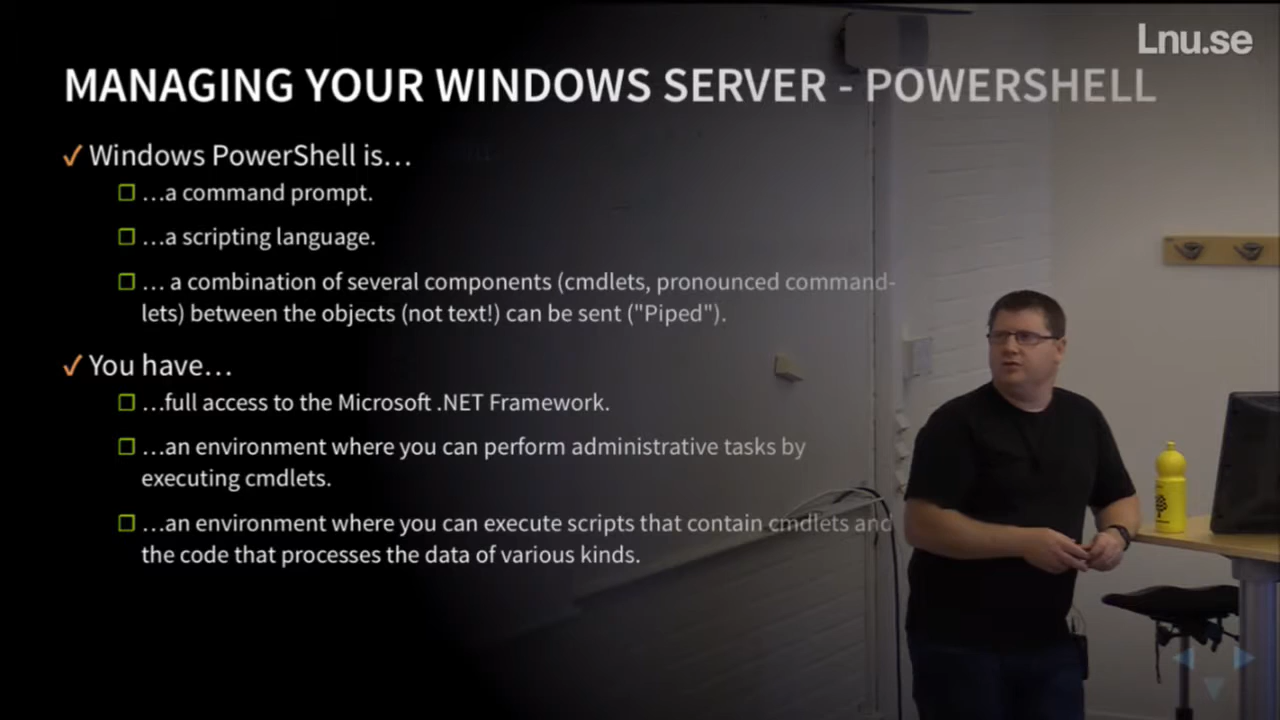 Lnu.se
MANAGING YOUR WINDOWS SERVER - POWERSHELL
Windows PowerShell is...
...a command prompt.
...a scripting language.
... a combination of several components (cmdlets, pronounced command-
lets) between the objects (not text!) can be sent ("Piped").
You have...
...full access to the Microsoft .NET Framework.
...an environment where you can perform administrative tasks by
executing cmdlets.
...an environment where you can execute scripts that contain cmdlets and
the code that processes the data of various kinds.